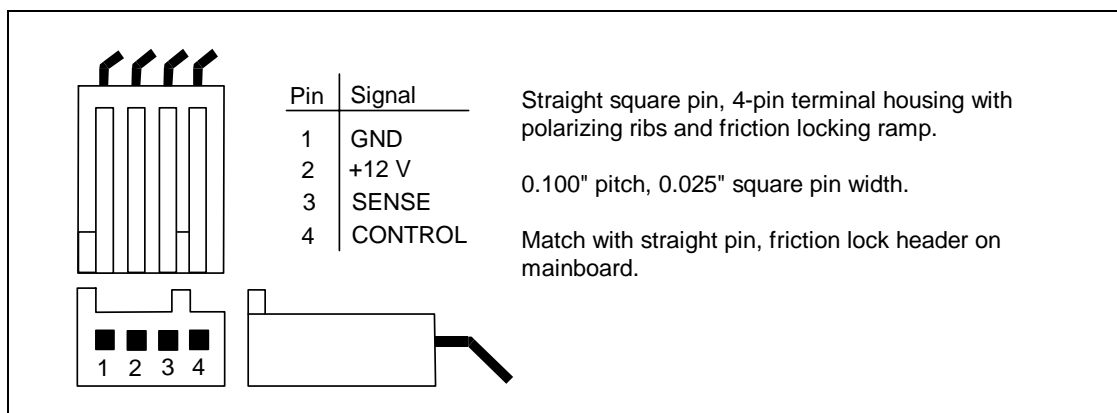 Pin Signal
1 GND
2 +12 V
3 SENSE
4 CONTROL
Straight square pin, 4-pin terminal housing with
polarizing ribs and friction locking ramp.
0.100" pitch, 0.025" square pin width.
Match with straight pin, friction lock header on
mainboard.
1 2 3 4